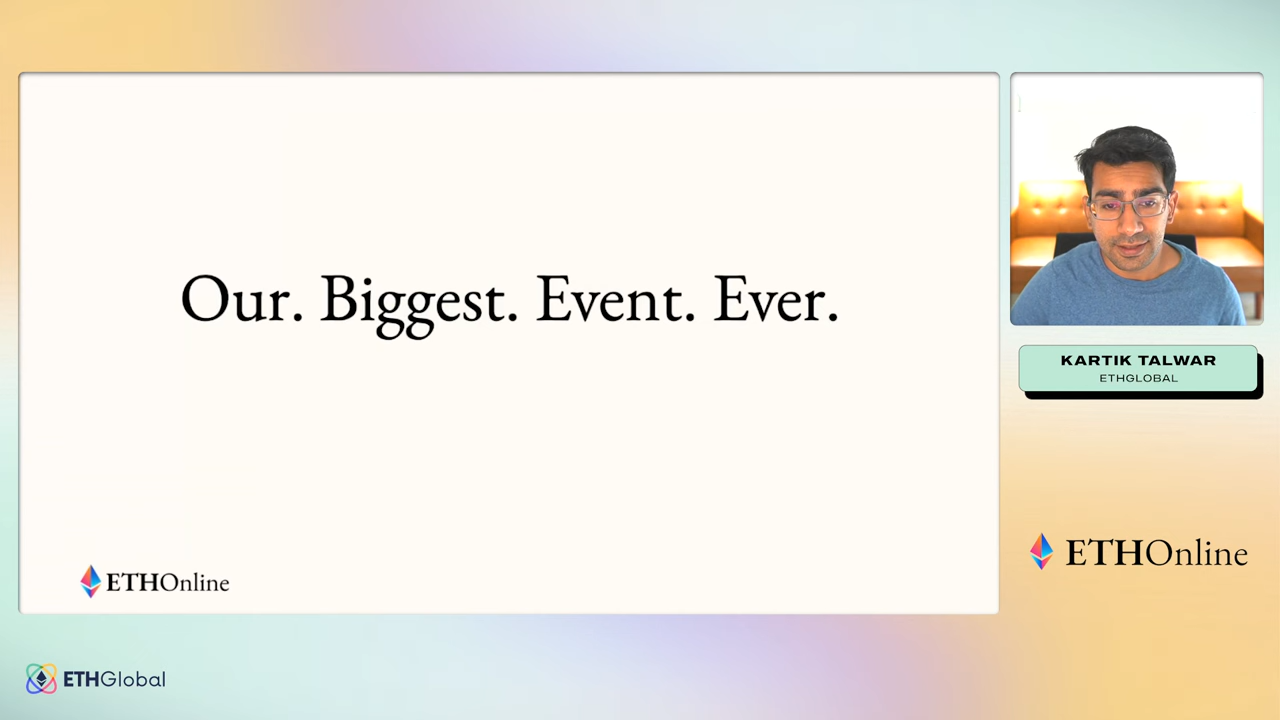 Our. Biggest. Event. Ever.
ETHOnline
KARTIK TALWAR
ETHGLOBAL
ETHOnline
ETHGlobal